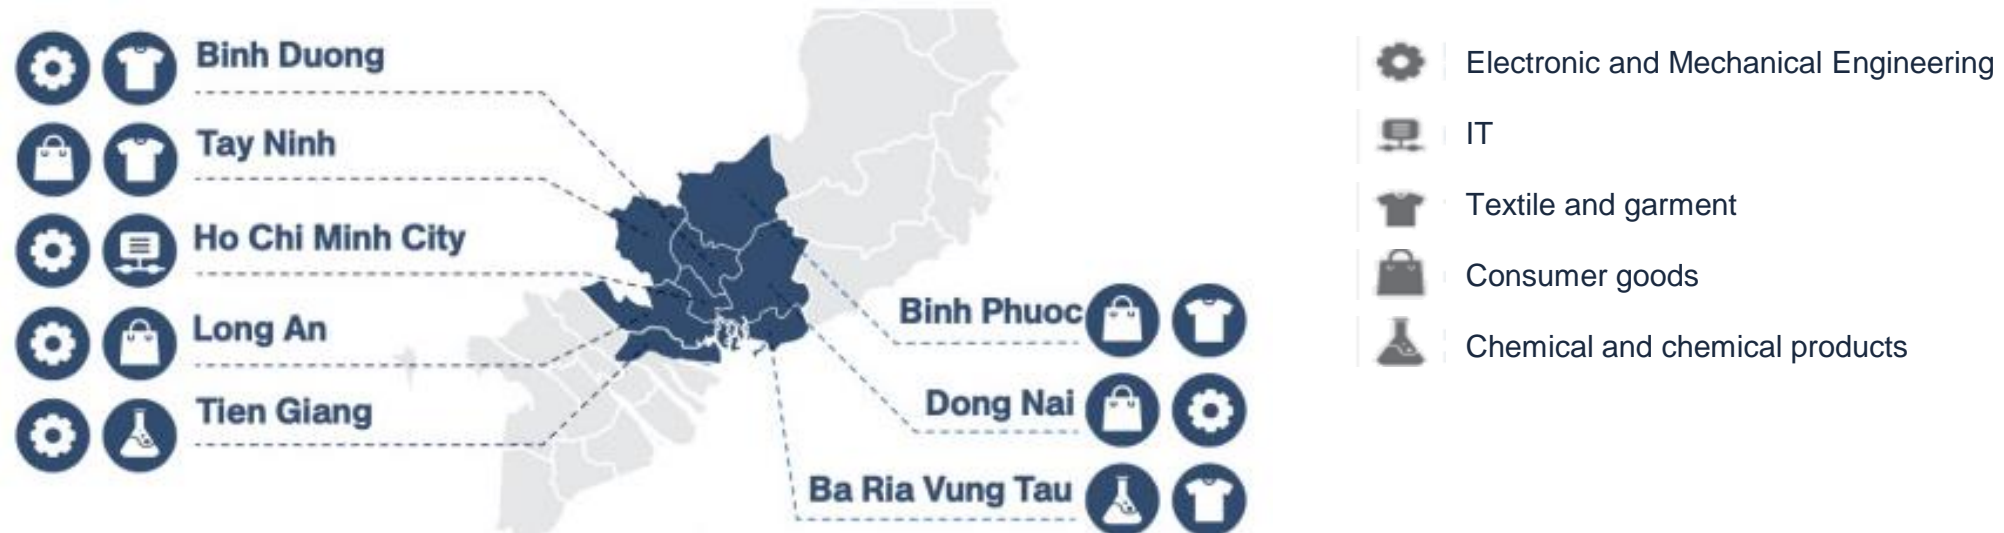 Binh Duong
Tay Ninh
Ho Chi Minh City
Long An
Tien Giang
Binh Phuoc
Dong Nai
Ba Ria Vung Tau
Electronic and Mechanical Engineering
IT
Textile and garment
Consumer goods
Chemical and chemical products